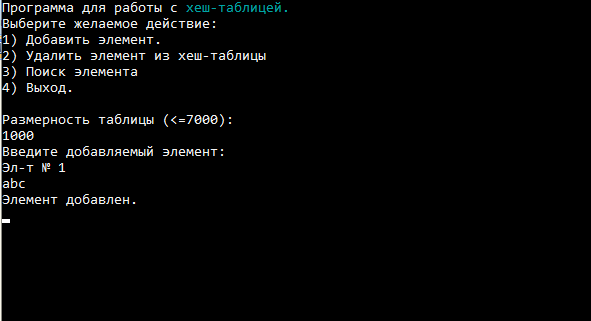 Программа для работы с хеш-таблицей.
Выберите желаемое действие:
1) Добавить элемент.
2) Удалить элемент из хеш-таблицы
3) Поиск элемента
4) Выход.
Размерность таблицы (<=7000):
1000
Введите добавляемый элемент:
Эл-т № 1
abc
Элемент добавлен.